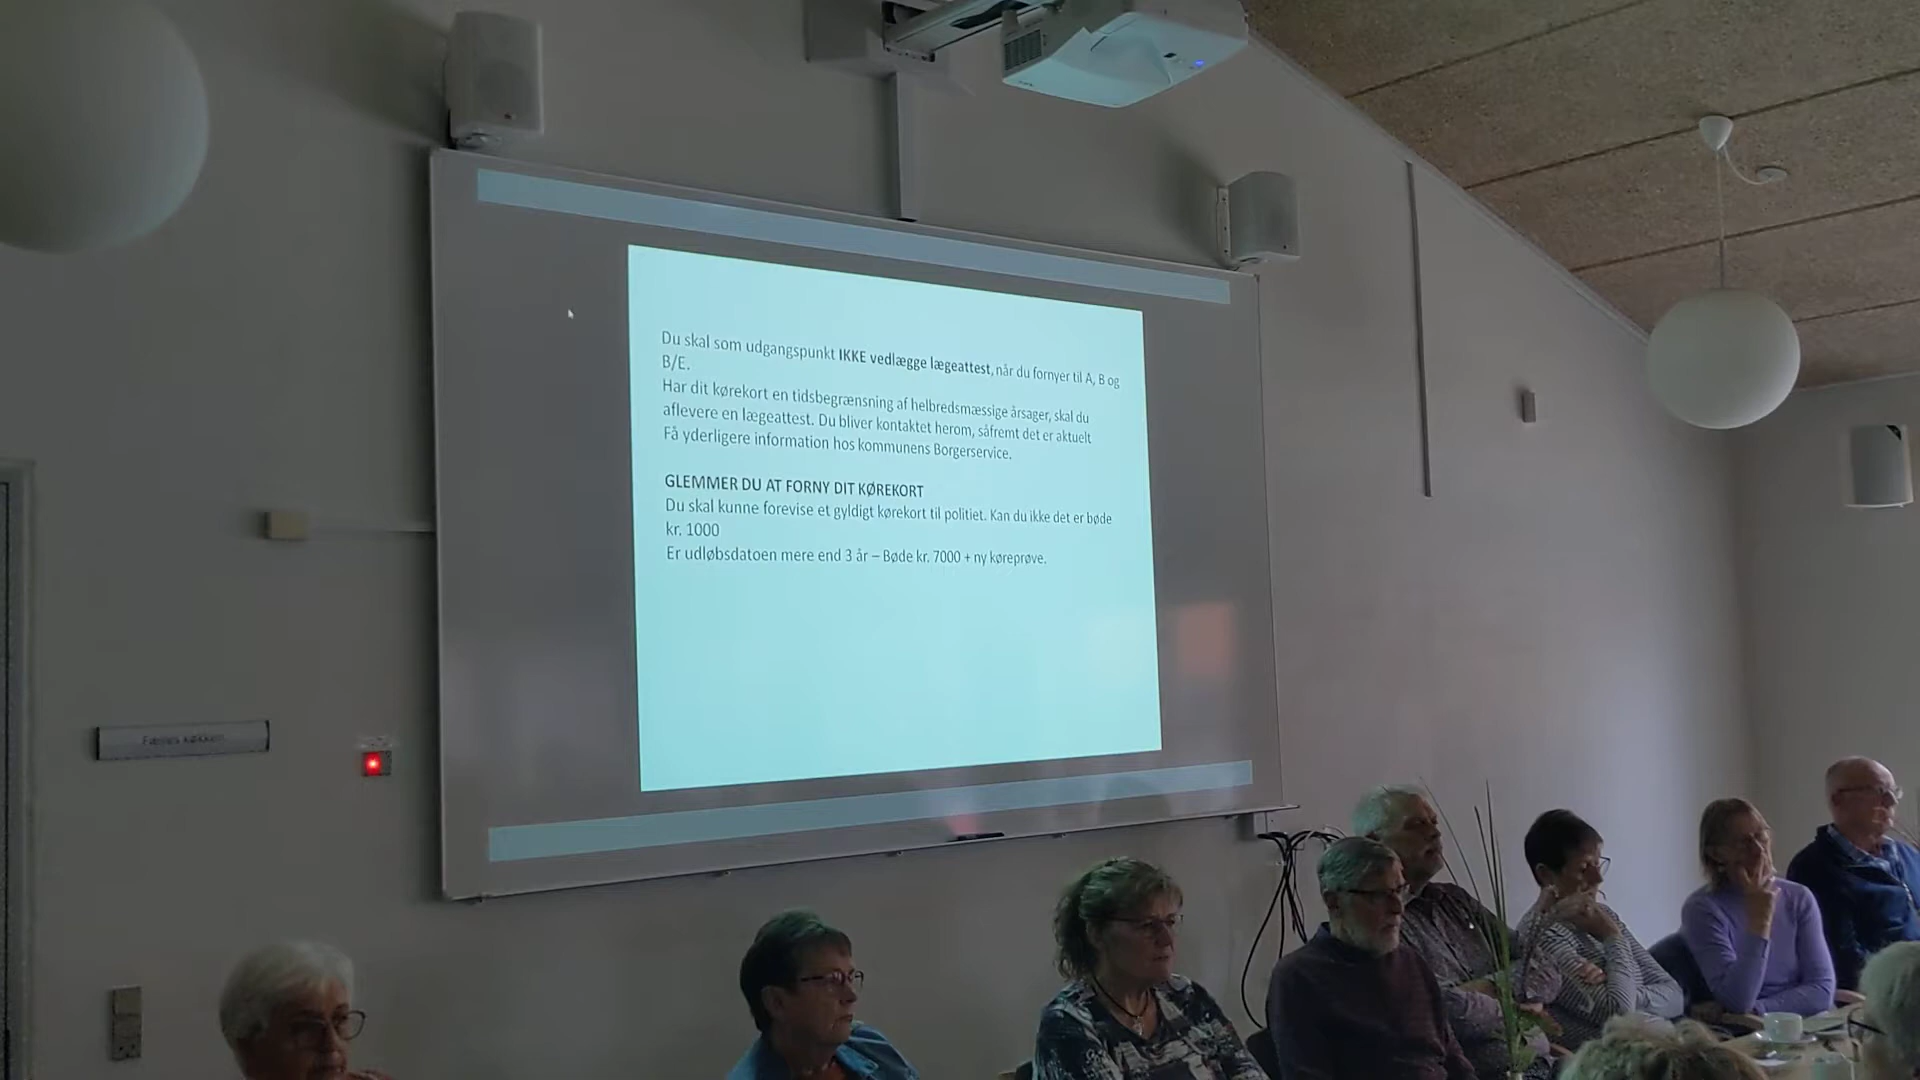 Du skal som udgangspunkt IKKE vedlægge lægeattest, når du fornyer til A, B og
B/E.
Har dit kørekort en tidsbegrænsning af helbredsmæssige årsager, skal du
aflevere en lægeattest. Du bliver kontaktet herom, såfremt det er aktuelt
Få yderligere information hos kommunens Borgerservice.
GLEMMER DU AT FORNY DIT KØREKORT
Du skal kunne forevise et gyldigt kørekort til politiet. Kan du ikke det er bøde
kr. 1000
Er udløbsdatoen mere end 3 år – Bøde kr. 7000 + ny køreprøve.